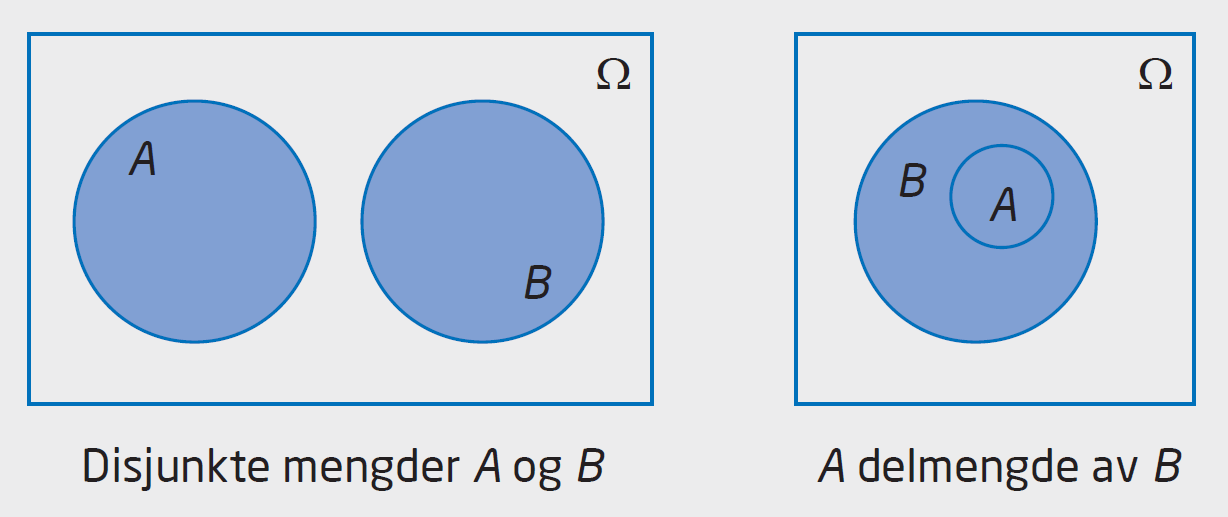 Ω
A
B
Disjunkte mengder A og B
Ω
B
A
A delmengde av B